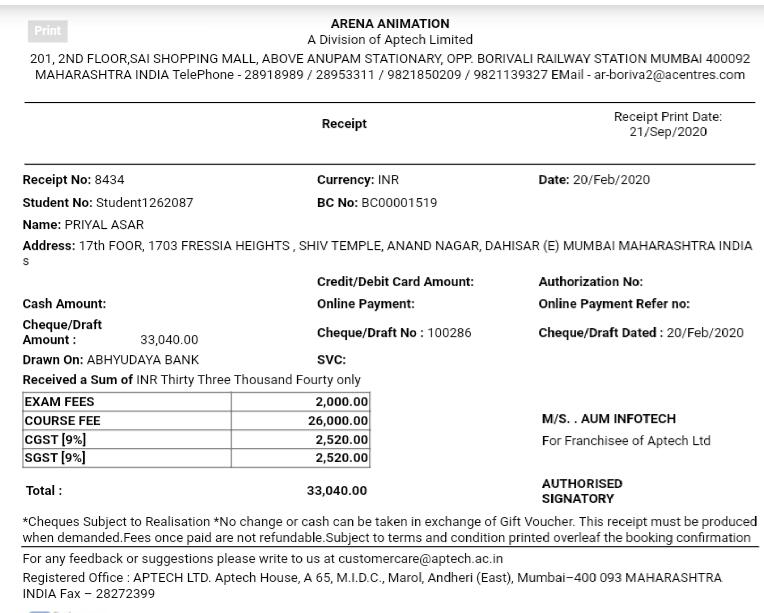 Print
ARENA ANIMATION
A Division of Aptech Limited
201, 2ND FLOOR,SAI SHOPPING MALL, ABOVE ANUPAM STATIONARY, OPP. BORIVALI RAILWAY STATION MUMBAI 400092
MAHARASHTRA INDIA TelePhone - 28918989 / 28953311 / 9821850209 / 9821139327 EMail - ar-boriva2@acentres.com
Receipt
Receipt Print Date:
21/Sep/2020
Receipt No: 8434 Currency: INR Date: 20/Feb/2020
Student No: Student1262087 BC No: BC00001519
Name: PRIYAL ASAR
Address: 17th FOOR, 1703 FRESSIA HEIGHTS , SHIV TEMPLE, ANAND NAGAR, DAHISAR (E) MUMBAI MAHARASHTRA INDIA
s
Credit/Debit Card Amount: Authorization No:
Cash Amount: Online Payment: Online Payment Refer no:
Cheque/Draft
Amount : 33,040.00 Cheque/Draft No : 100286 Cheque/Draft Dated : 20/Feb/2020
Drawn On: ABHYUDAYA BANK SVC:
Received a Sum of INR Thirty Three Thousand Fourty only
EXAM FEES 2,000.00
COURSE FEE 26,000.00
CGST [9%] 2,520.00
SGST [9%] 2,520.00
M/S. . AUM INFOTECH
For Franchisee of Aptech Ltd
Total : 33,040.00
AUTHORISED
SIGNATORY
*Cheques Subject to Realisation *No change or cash can be taken in exchange of Gift Voucher. This receipt must be produced
when demanded.Fees once paid are not refundable.Subject to terms and condition printed overleaf the booking confirmation
For any feedback or suggestions please write to us at customercare@aptech.ac.in
Registered Office : APTECH LTD. Aptech House, A 65, M.I.D.C., Marol, Andheri (East), Mumbai–400 093 MAHARASHTRA
INDIA Fax – 28272399